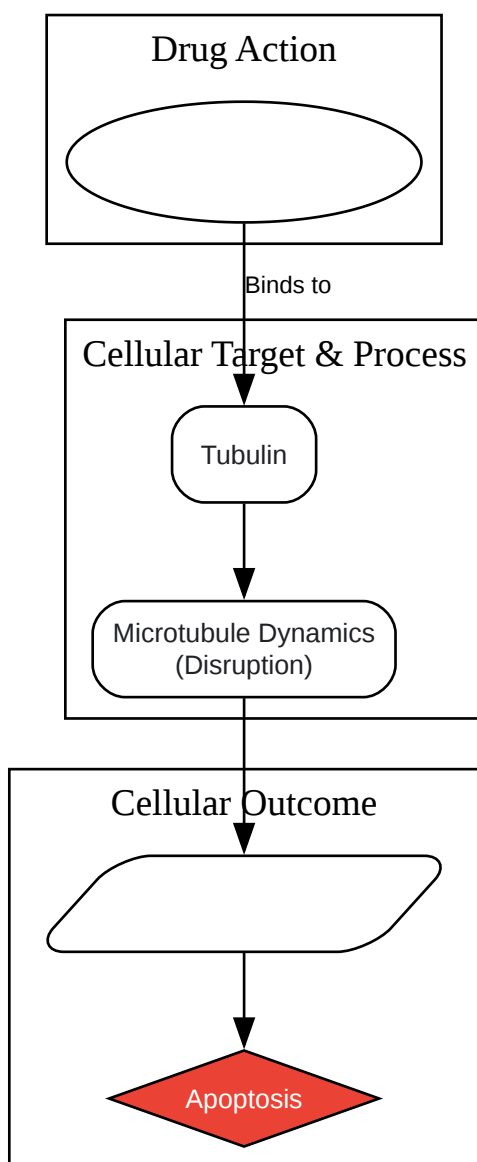 Drug Action
Binds to
Cellular Target & Process
Tubulin
Microtubule Dynamics
(Disruption)
Cellular Outcome
Apoptosis